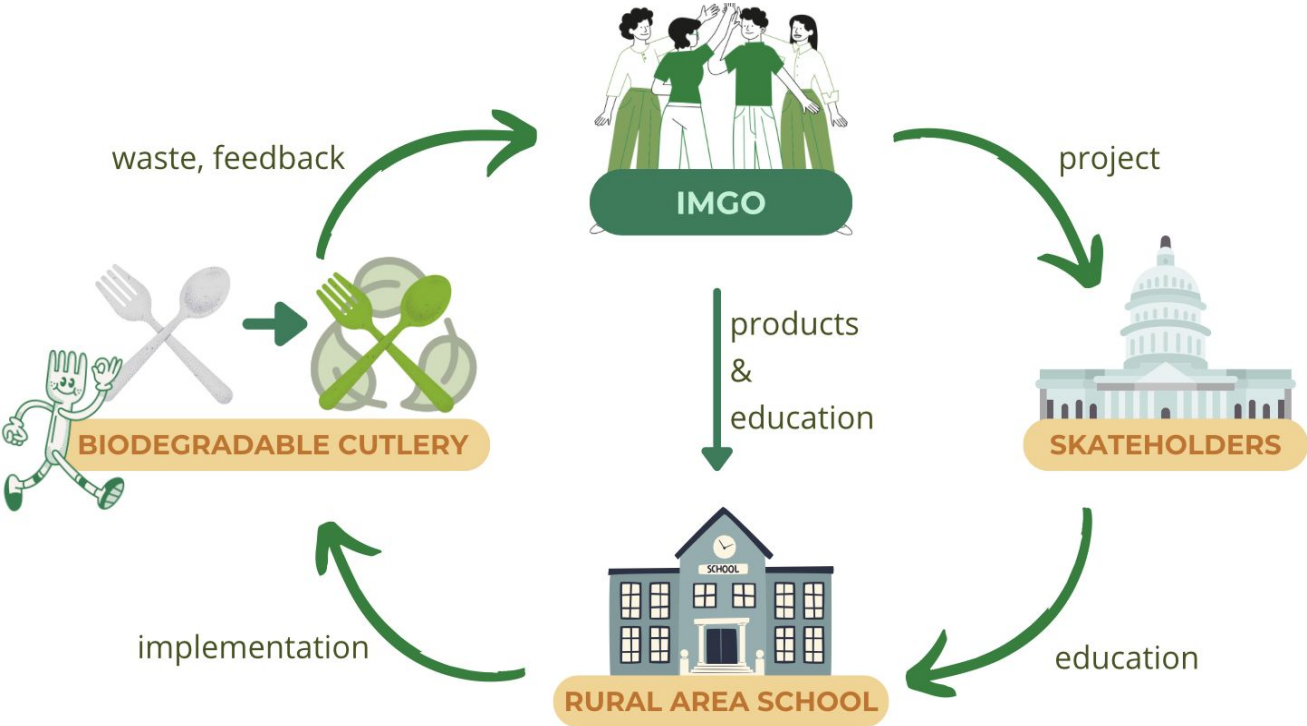 waste, feedback
IMGO
project
products
&
education
BIODEGRADABLE CUTLERY
SKATEHOLDERS
SCHOOL
implementation
education
RURAL AREA SCHOOL